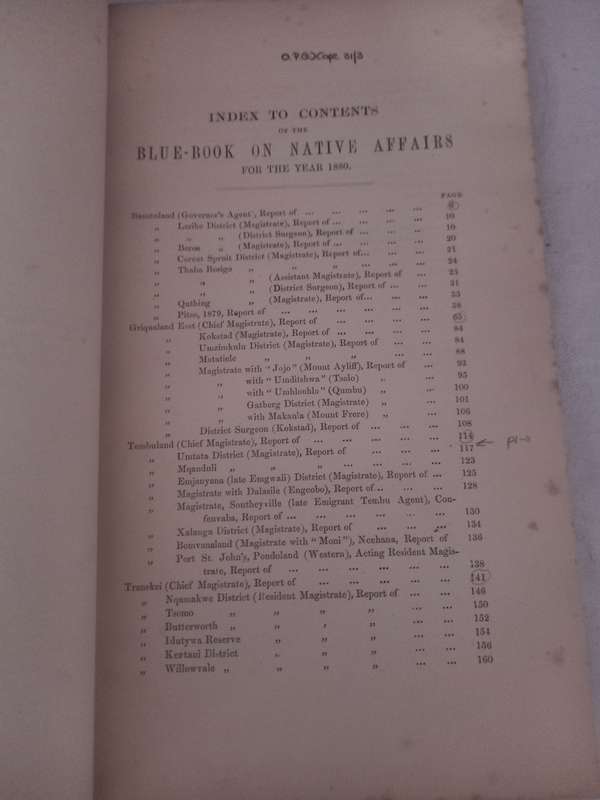 INDEX TO CONTENTS
OF THE
BLUE-BOOK ON NATIVE AFFAIRS
FOR THE YEAR 1880.
PAGE
Basutoland (Governor's Agent), Report of ... ... ... ... ...
„ Leribe District (Magistrate), Report of ... ... ... ... 10
„ „ „ (District Surgeon), Report of ... ... ...
„ Berea „ (Magistrate), Report of ... ... ... ... 20
„ Cornet Spruit District (Magistrate), Report of... ... ... 21
„ Thaba Bosigo „ „ „ ... ... ... 24
„ „ „ (Assistant Magistrate), Report of ...
„ „ „ (District Surgeon), Report of ... ... 31
„ Quthing „ (Magistrate), Report of... ... ... 33
„ Pitso, 1879, Report of ... ... ... ... ... ... 38
Griqualand East (Chief Magistrate), Report of ... ... ... ... 65
„ Kokstad (Magistrate), Report of ... ... ... ... 84
„ Umzimkulu District (Magistrate), Report of ... ... 84
„ Matatiele „ „ „ ... ... 88
„ Magistrate with "Jojo" (Mount Ayliff), Report of ... 92
„ „ with "Umditshwa" (Tsolo) „ ... 95
„ „ with "Umhlonhlo" (Qumbu) „ ... 100
„ „ Gatberg District (Magistrate) „ ... 101
„ „ with Makaula (Mount Frere) „ ... 106
„ District Surgeon (Kokstad), Report of ... ... ... 108
Tembuland (Chief Magistrate), Report of ... ... ... ... ... 114
„ Umtata District (Magistrate), Report of ... ... ... 117
„ Mqanduli „ „ „ ... ... ... ... 123
„ Emjanyana (late Emgwali) District (Magistrate), Report of ... 125
„ Magistrate with Dalasile (Engcobo), Report of... ... ... 128
„ Magistrate, Southeyville (late Emigrant Tembu Agent), Con-
fenvaba, Report of ... ... ... ... ... ... 130
„ Xalanga District (Magistrate), Report of ... ... ... 134
„ Bomvanaland (Magistrate with "Moni"), Ncehana, Report of 136
„ Port St. John's, Pondoland (Western), Acting Resident Magis-
trate, Report of ... ... ... ... ... ... 138
Transkei (Chief Magistrate), Report of ... ... ... ... ... 141
„ Nqamakwe District (Resident Magistrate), Report of ... ... 146
„ Tsomo „ „ „ „ ... ... 150
„ Butterworth „ „ „ „ ... ... 152
„ Idutywa Reserve „ „ „ ... ... 154
„ Kentani District „ „ „ ... ... 156
„ Willowvale „ „ „ „ ... ... 160